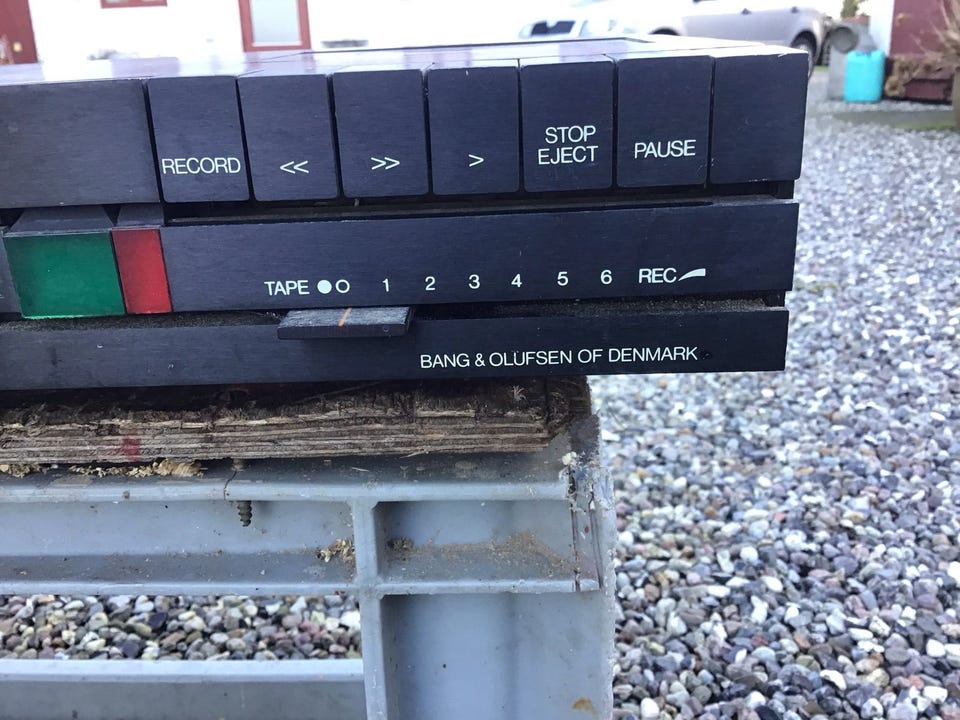 RECORD
<<
>>
>
STOP
EJECT
PAUSE
TAPE ●○ 1 2 3 4 5 6 REC
BANG & OLUFSEN OF DENMARK